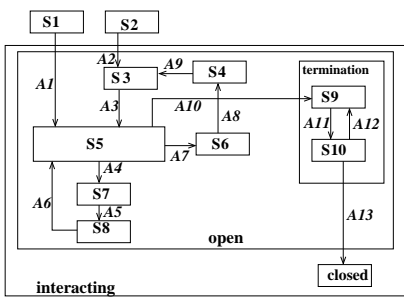 S1
S2
A1
A2
A9
S3
S4
termination
A3
A10
A8
S9
A11
A12
S5
A7
S6
S10
A4
S7
A6
A5
S8
A13
open
closed
interacting